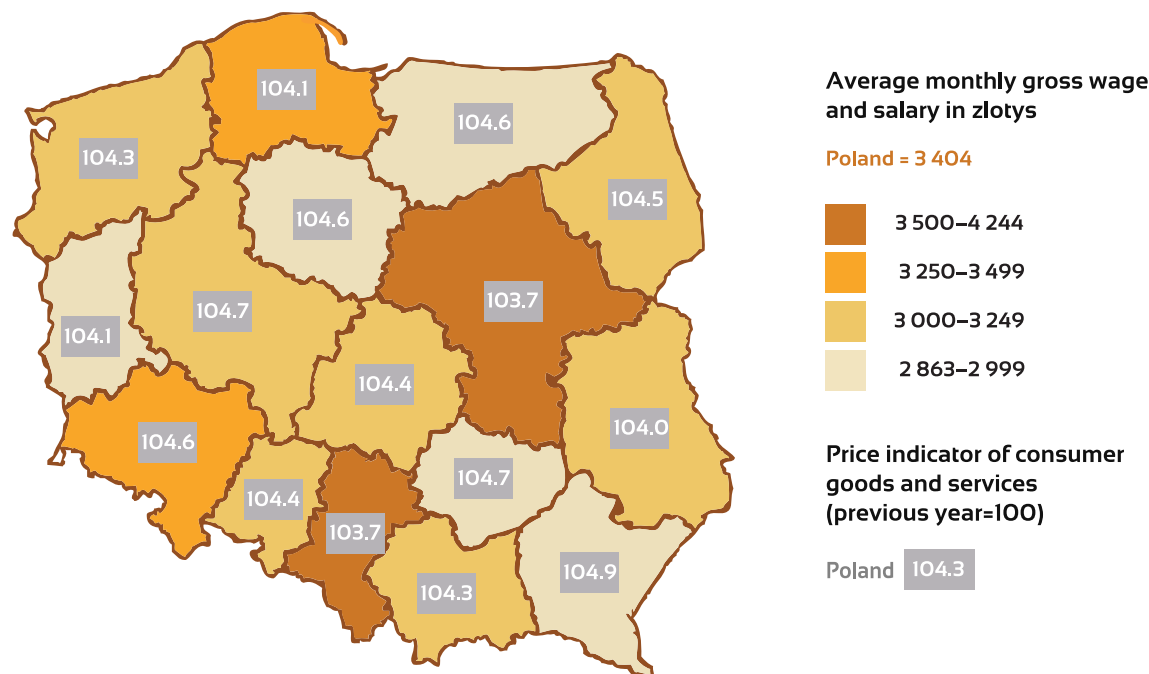 104.1
104.6
104.3
104.5
104.6
103.7
104.7
104.1
104.4
104.0
104.6
104.7
104.4
103.7
104.9
104.3
Average monthly gross wage
and salary in zlotys
Poland = 3 404
3 500–4 244
3 250–3 499
3 000–3 249
2 863–2 999
Price indicator of consumer
goods and services
(previous year=100)
Poland 104.3